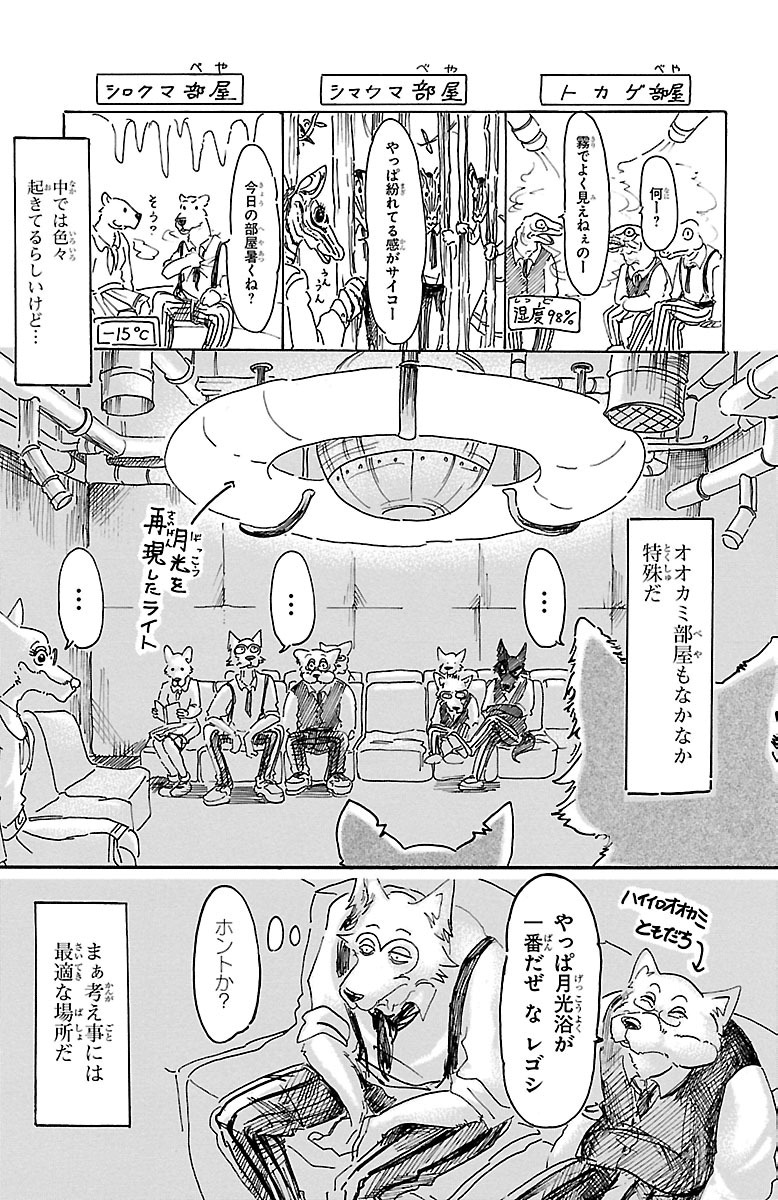 トカゲ部屋
何ー?
霧でよく見えねぇのー
湿度98%
シマウマ部屋
やっぱ紛れてる感がサイコー
うん
うん
シロクマ部屋
今日の部屋暑くね?
そう?
-15℃
中では色々
起きてるらしいけど…
オオカミ部屋もなかなか
特殊だ
…
…
…
月光を
再現したライト
ハイイロオオカミ
ともだち
やっぱ月光浴が
一番だぜ な レゴシ
ホントか?
まぁ考え事には
最適な場所だ